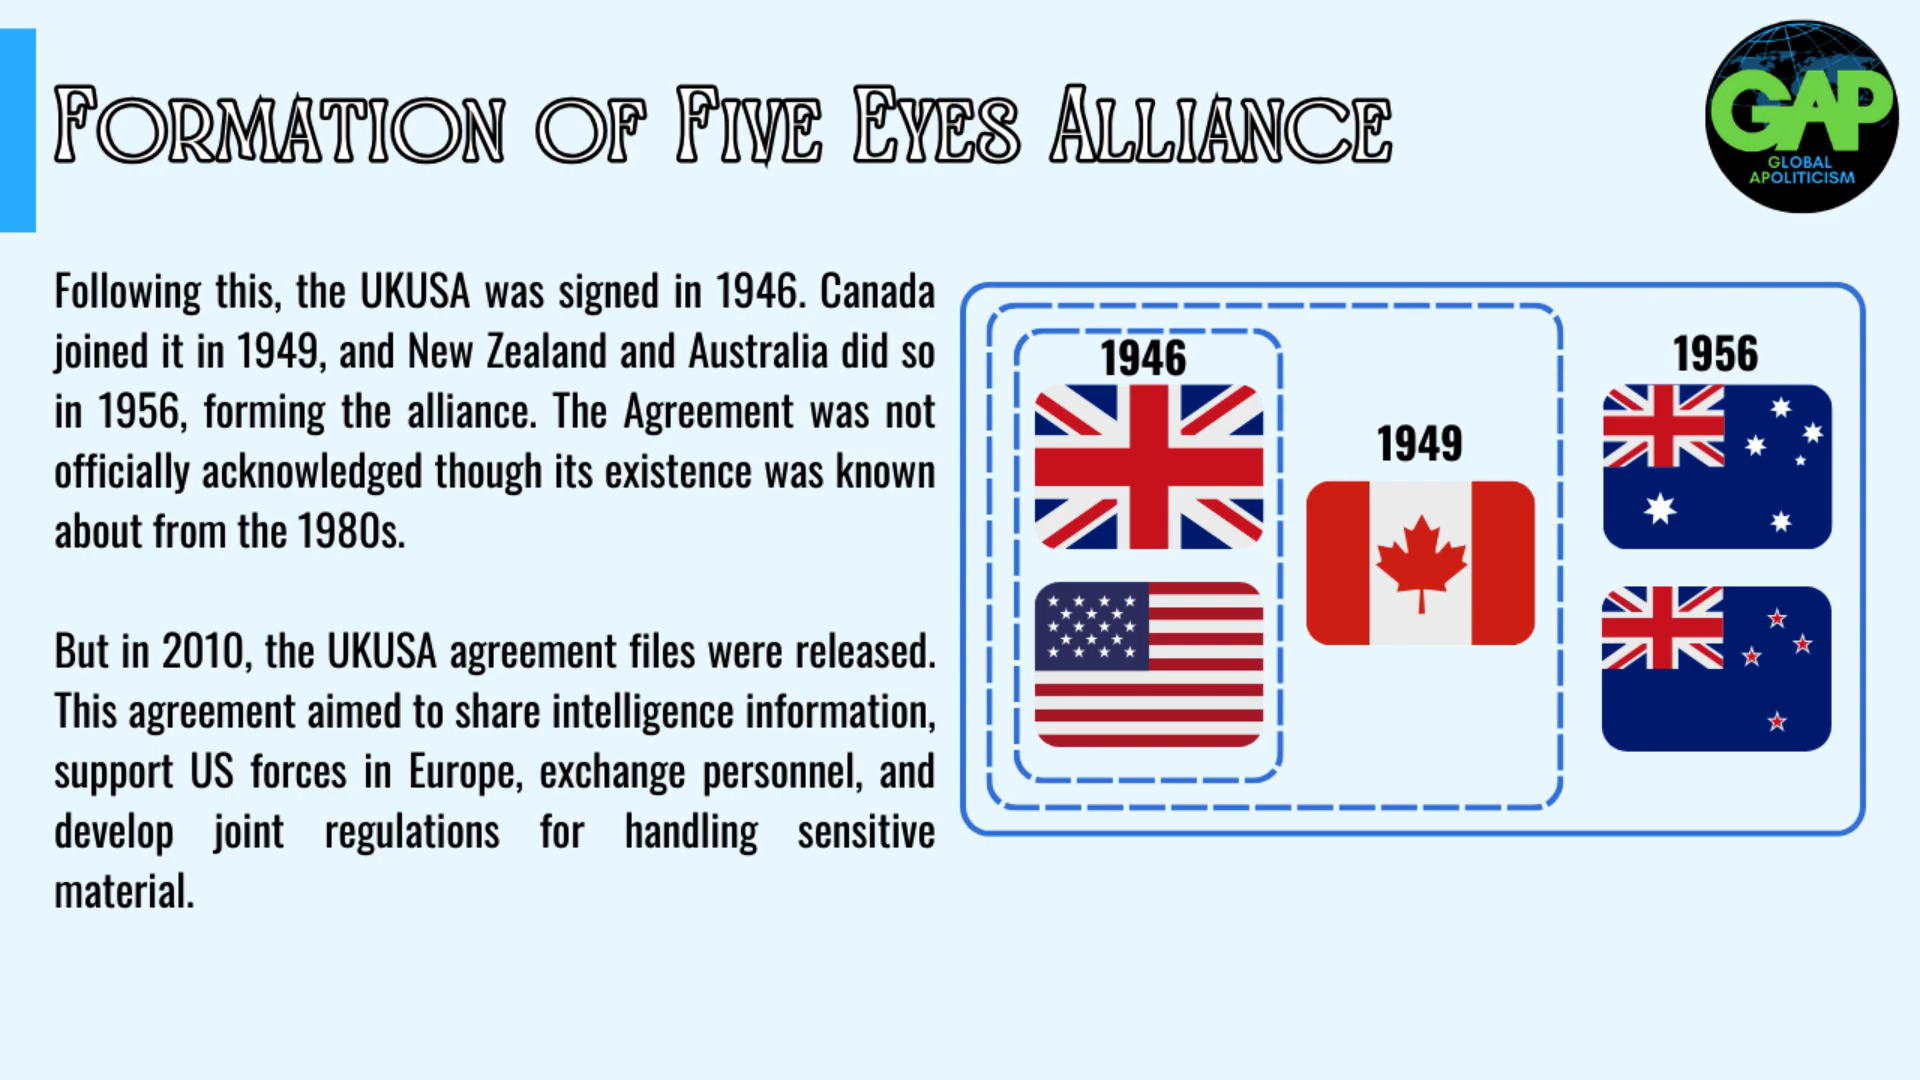 FORMATION OF FIVE EYES ALLIANCE
GAP
GLOBAL
APOLITICISM
Following this, the UKUSA was signed in 1946. Canada
joined it in 1949, and New Zealand and Australia did so
in 1956, forming the alliance. The Agreement was not
officially acknowledged though its existence was known
about from the 1980s.
But in 2010, the UKUSA agreement files were released.
This agreement aimed to share intelligence information,
support US forces in Europe, exchange personnel, and
develop joint regulations for handling sensitive
material.
1946
1949
1956